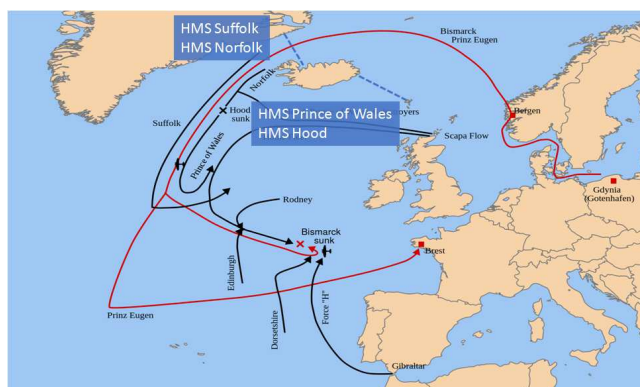 HMS Suffolk
HMS Norfolk
Bismarck
Prinz Eugen
Norfolk
Hood
sunk
HMS Prince of Wales
HMS Hood
Bergen
Suffolk
Prince of Wales
Scapa Flow
Gdynia
(Gotenhafen)
Rodney
Bismarck
sunk
Brest
Edinburgh
Prinz Eugen
Dorsetshire
Force "H"
Gibraltar